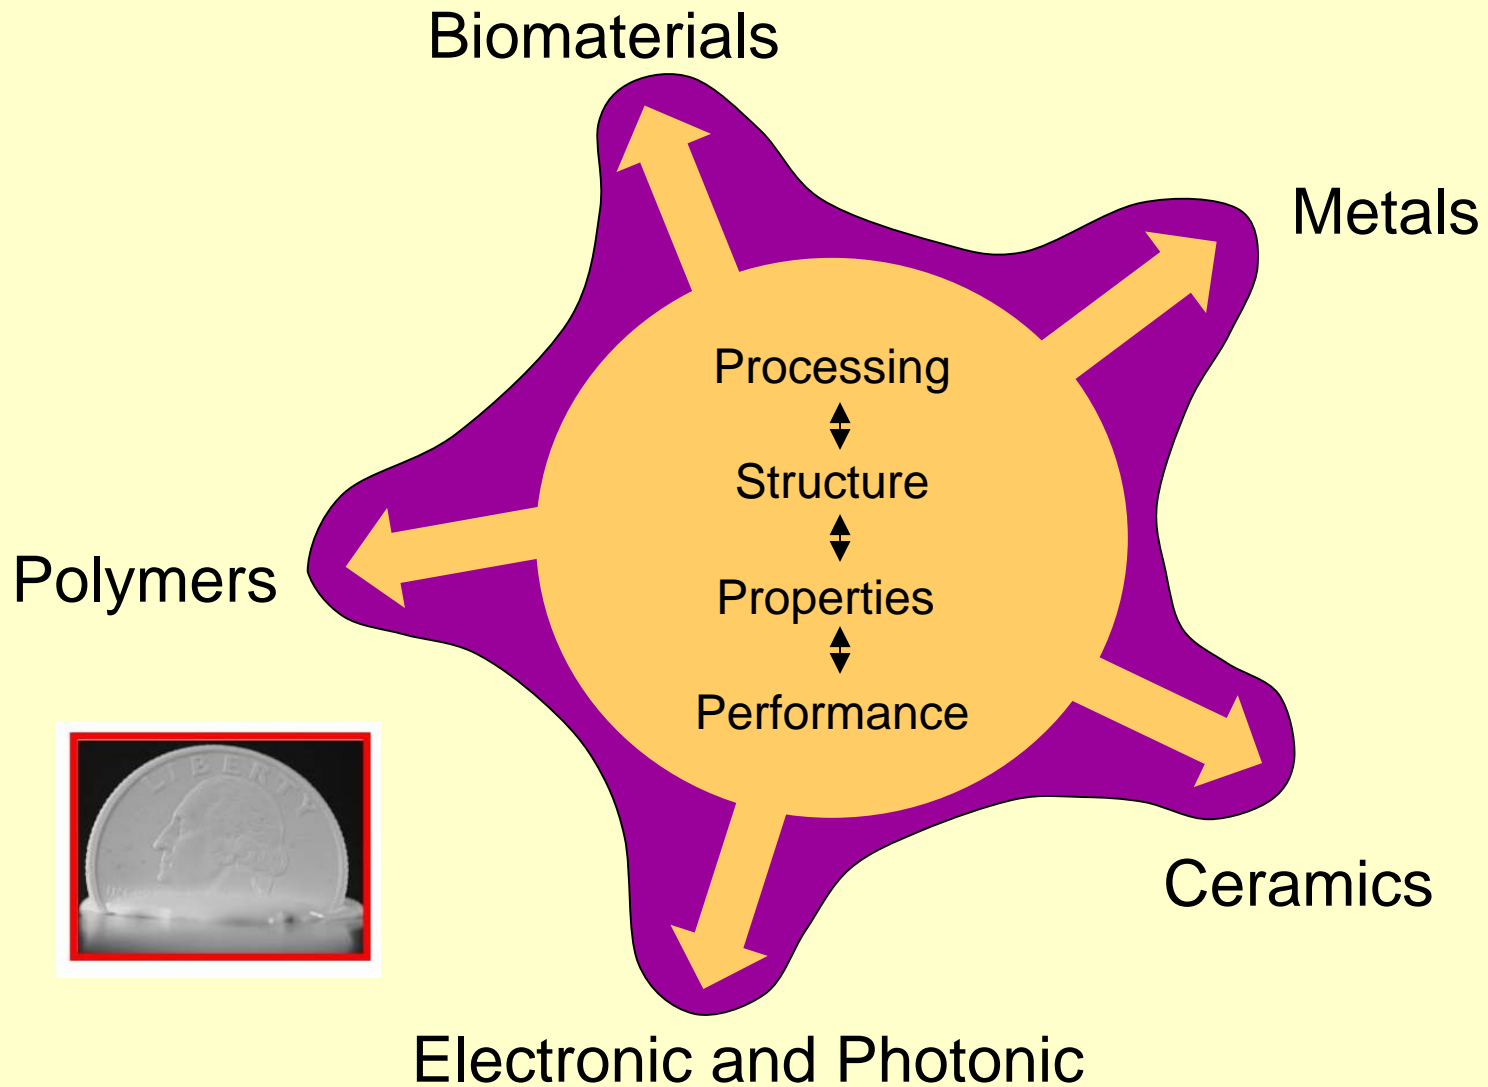 Biomaterials
Metals
Processing
Structure
Polymers
Properties
Performance
LIBERTY
Ceramics
Electronic and Photonic